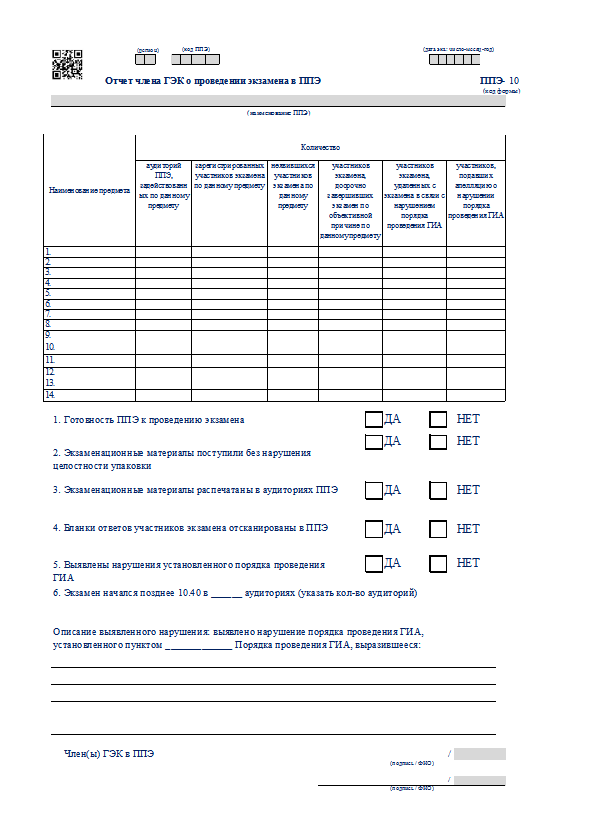 (регион) (код ППЭ) (дата экз. число-месяц-год)
Отчет члена ГЭК о проведении экзамена в ППЭ ППЭ- 10
(код формы)
(наименование ППЭ)
Количество
Наименование предмета
аудиторий
ППЭ,
задействованн
ых по данному
предмету
зарегистрированных
участников экзамена
по данному предмету
неявившихся
участников
экзамена по
данному
предмету
участников
экзамена,
досрочно
завершивших
экзамен по
объективной
причине по
данному предмету
участников
экзамена,
удаленных с
экзамена в связи с
нарушением
порядка
проведения ГИА
участников,
подавших
апелляцию о
нарушении
порядка
проведения ГИА
1.
2.
3.
4.
5.
6.
7.
8.
9.
10.
11.
12.
13.
14.
1. Готовность ППЭ к проведению экзамена ДА НЕТ
ДА НЕТ
2. Экзаменационные материалы поступили без нарушения
целостности упаковки
3. Экзаменационные материалы распечатаны в аудиториях ППЭ ДА НЕТ
4. Бланки ответов участников экзамена отсканированы в ППЭ ДА НЕТ
5. Выявлены нарушения установленного порядка проведения ДА НЕТ
ГИА
6. Экзамен начался позднее 10.40 в ______ аудиториях (указать кол-во аудиторий)
Описание выявленного нарушения: выявлено нарушение порядка проведения ГИА,
установленного пунктом _____________ Порядка проведения ГИА, выразившееся:
Член(ы) ГЭК в ППЭ /
(подпись / ФИО)
/
(подпись / ФИО)